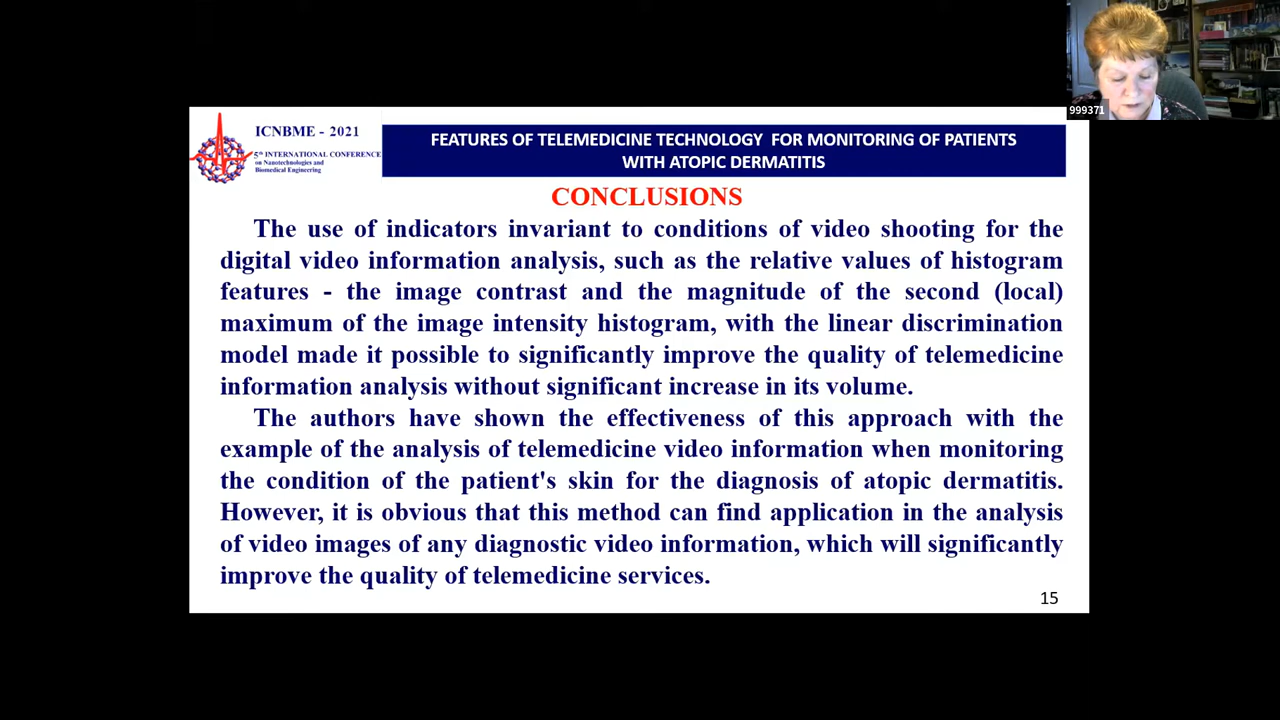 999371
ICNBME - 2021
5th INTERNATIONAL CONFERENCE
on Nanotechnologies and
Biomedical Engineering
FEATURES OF TELEMEDICINE TECHNOLOGY FOR MONITORING OF PATIENTS
WITH ATOPIC DERMATITIS
CONCLUSIONS
The use of indicators invariant to conditions of video shooting for the
digital video information analysis, such as the relative values of histogram
features - the image contrast and the magnitude of the second (local)
maximum of the image intensity histogram, with the linear discrimination
model made it possible to significantly improve the quality of telemedicine
information analysis without significant increase in its volume.
The authors have shown the effectiveness of this approach with the
example of the analysis of telemedicine video information when monitoring
the condition of the patient's skin for the diagnosis of atopic dermatitis.
However, it is obvious that this method can find application in the analysis
of video images of any diagnostic video information, which will significantly
improve the quality of telemedicine services.
15